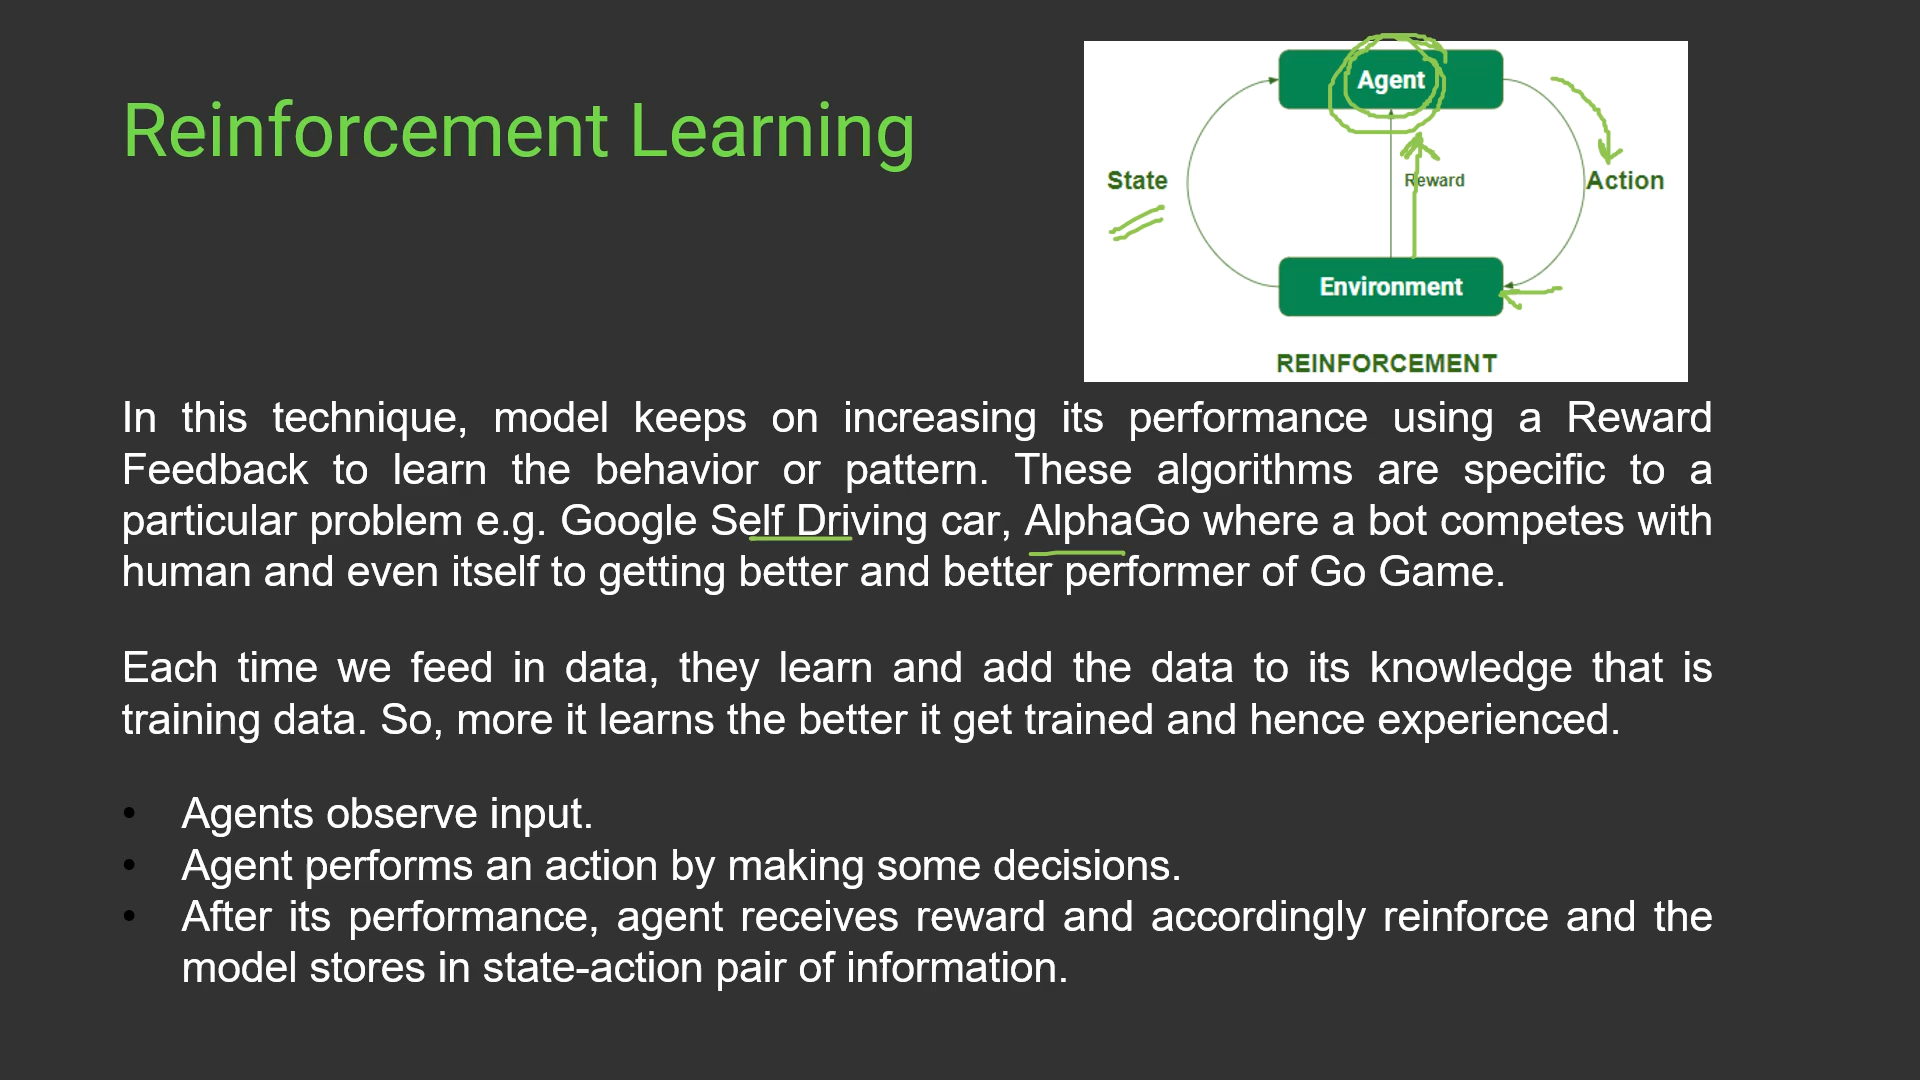 Reinforcement Learning
Agent
State
Reward
Action
Environment
REINFORCEMENT
In this technique, model keeps on increasing its performance using a Reward
Feedback to learn the behavior or pattern. These algorithms are specific to a
particular problem e.g. Google Self Driving car, AlphaGo where a bot competes with
human and even itself to getting better and better performer of Go Game.
Each time we feed in data, they learn and add the data to its knowledge that is
training data. So, more it learns the better it get trained and hence experienced.
• Agents observe input.
• Agent performs an action by making some decisions.
• After its performance, agent receives reward and accordingly reinforce and the
model stores in state-action pair of information.